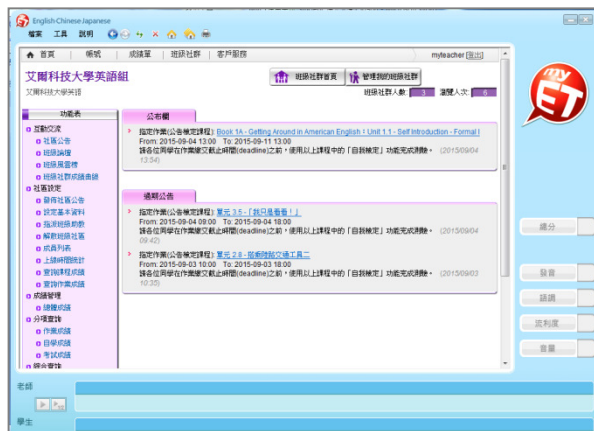 English Chinese Japanese
檔案 工具 說明
首頁 帳號 成績單 班級社群 客戶服務 myteacher [登出]
艾爾科技大學英語組
艾爾科技大學英語
班級社群首頁 管理我的班級社群
班級社群人數: 3 瀏覽人次: 6
功能表
互動交流
社區公告
班級論壇
班級風雲榜
班級社群成績曲線
社區設定
發佈社區公告
設定基本資料
指派班級助教
解散班級社區
成員列表
上線時間統計
查詢課程成績
查詢作業成績
成績管理
總體成績
分項查詢
作業成績
自學成績
考試成績
綜合查詢
公布欄
指定作業(公告檢定課程): Book 1A - Getting Around in American English : Unit 1.1 - Self Introduction - Formal I
From: 2015-09-04 13:00 To: 2015-09-11 13:00
請各位同學在作業繳交截止時間(deadline)之前，使用以上課程中的「自我檢定」功能完成測驗。 (2015/09/04
13:54)
過期公告
指定作業(公告檢定課程): 單元 3.5 -「我只是看看！」
From: 2015-09-04 09:00 To: 2015-09-04 18:00
請各位同學在作業繳交截止時間(deadline)之前，使用以上課程中的「自我檢定」功能完成測驗。 (2015/09/04
09:42)
指定作業(公告檢定課程): 單元 2.8 - 搭乘陸路交通工具二
From: 2015-09-03 10:00 To: 2015-09-03 18:00
請各位同學在作業繳交截止時間(deadline)之前，使用以上課程中的「自我檢定」功能完成測驗。 (2015/09/03
10:35)
my
ET
總分
發音
語調
流利度
音量
老師
學生